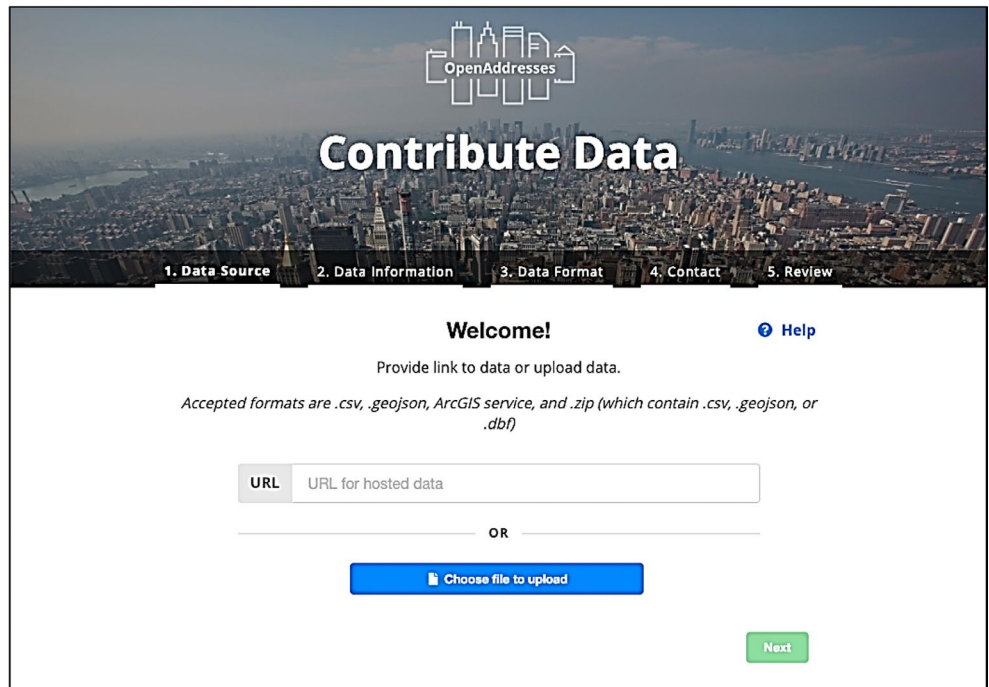 OpenAddresses
Contribute Data
1. Data Source 2. Data Information 3. Data Format 4. Contact 5. Review
Welcome!
Help
Provide link to data or upload data.
Accepted formats are .csv, .geojson, ArcGIS service, and .zip (which contain .csv, .geojson, or
.dbf)
URL URL for hosted data
OR
Choose file to upload
Next